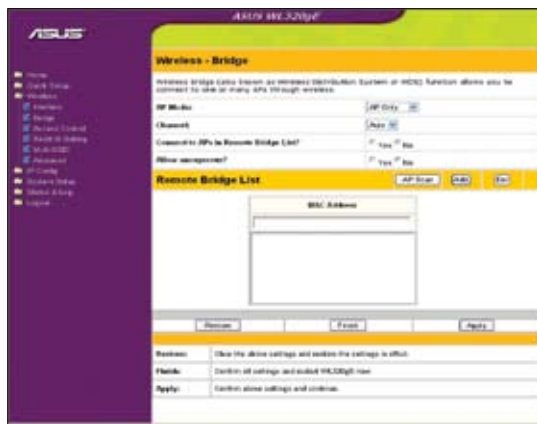 ASUS WL320gE
ASUS
Wireless - Bridge
Wireless bridge (also known as Wireless Distribution System or WDS) function allows you to
connect to one or many APs through wireless.
Home
Quick Setup
Wireless
Interface
Bridge
Access Control
RADIUS Setting
Advanced
IP Config
System Setup
Status & Log
Logout
AP Mode: AP Only
Channel: Auto
Connect to APs in Remote Bridge List? Yes No
Allow anonymous? Yes No
Remote Bridge List AP Scan Add Del
MAC Address
Restore Finish Apply
Restore: Clear the above settings and restore the settings in effect.
Finish: Confirm all settings and restart WL320gE now.
Apply: Confirm above settings and continue.